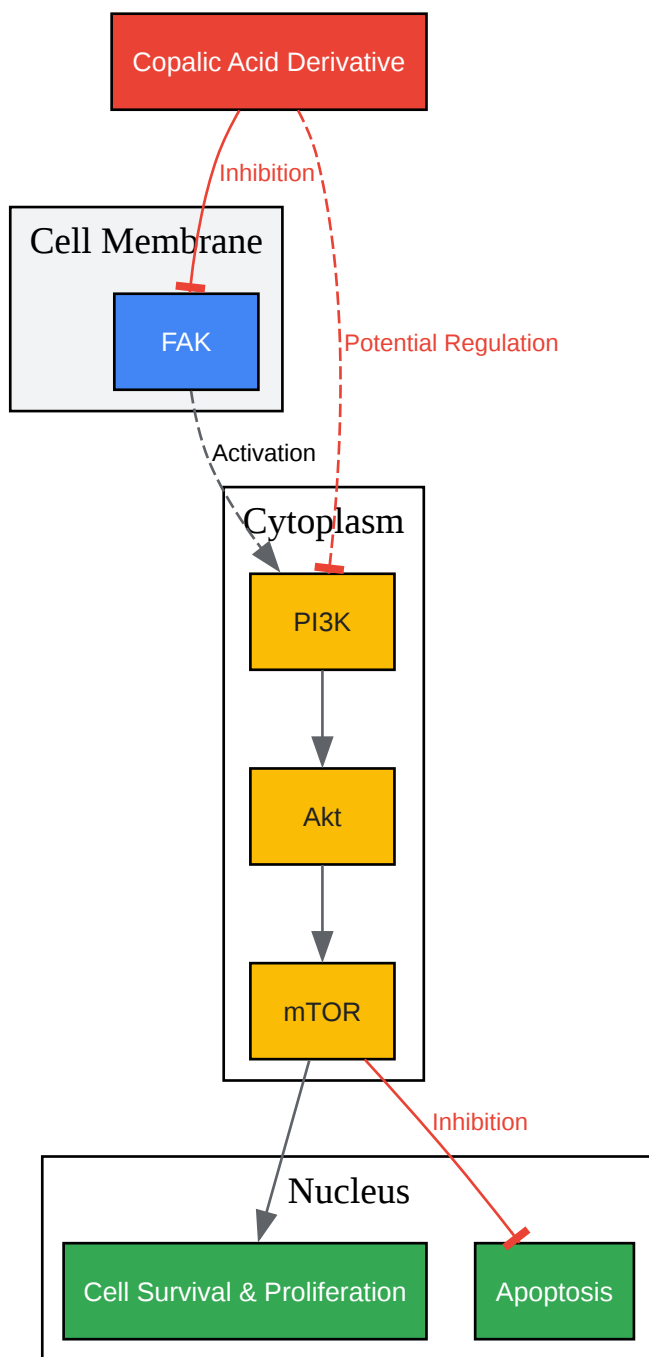 Copalic Acid Derivative
Inhibition
Cell Membrane
FAK
Potential Regulation
Activation
Cytoplasm
PI3K
Akt
mTOR
Inhibition
Nucleus
Cell Survival & Proliferation
Apoptosis